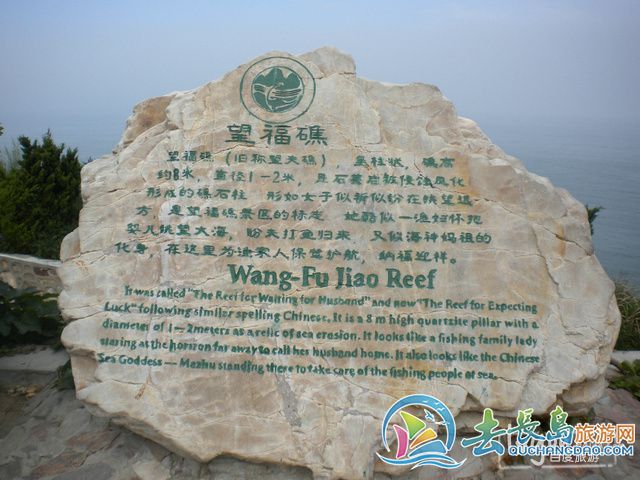 望福礁
望福礁（旧称望夫礁），呈柱状，礁高
约8米，直径1-2米，是石英岩被侵蚀风化
形成的礁石柱，形如女子似祈似盼在眺望远
方，是望福礁景区的标志，她酷似一渔妇怀抱
婴儿眺望大海，盼夫打鱼归来，又似海神妈祖的
化身，在这里为渔家人保驾护航，纳福迎祥。
Wang-Fu Jiao Reef
It was called "The Reef for Waiting for Husband" and now "The Reef for Expecting
Luck" following similar spelling Chinese. It is a 8 m high quartzite pillar with a
diameter of 1—2 meters as a relic of sea erosion. It looks like a fishing family lady
staring at the horizon far away to call her husband home. It also looks like the Chinese
Sea Goddess — Mazhu standing there to take care of the fishing people at sea.
去長岛旅游网
QUCHANGDAO.COM
百度旅游